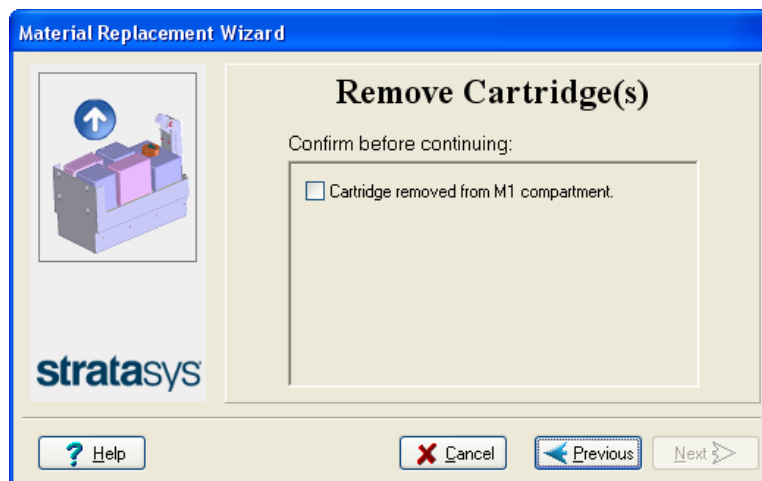 Material Replacement Wizard
Remove Cartridge(s)
Confirm before continuing:
Cartridge removed from M1 compartment.
stratasys
? Help
Cancel
Previous
Next